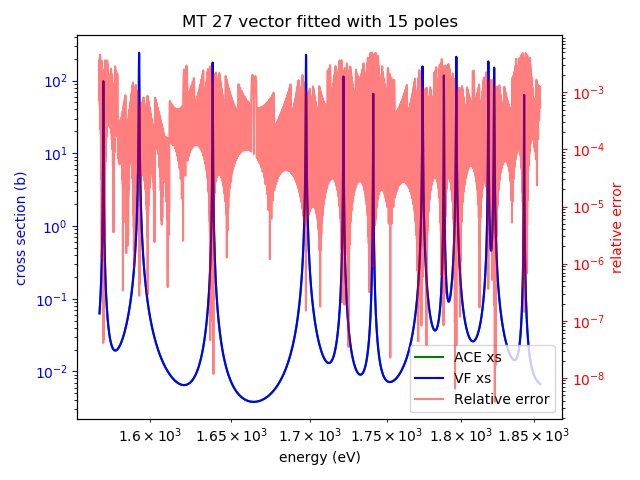 MT 27 vector fitted with 15 poles
10²
10¹
10⁰
10⁻¹
10⁻²
cross section (b)
10⁻³
10⁻⁴
10⁻⁵
10⁻⁶
10⁻⁷
10⁻⁸
relative error
ACE xs
VF xs
Relative error
1.6 × 10³ 1.65 × 10³ 1.7 × 10³ 1.75 × 10³ 1.8 × 10³ 1.85 × 10³
energy (eV)